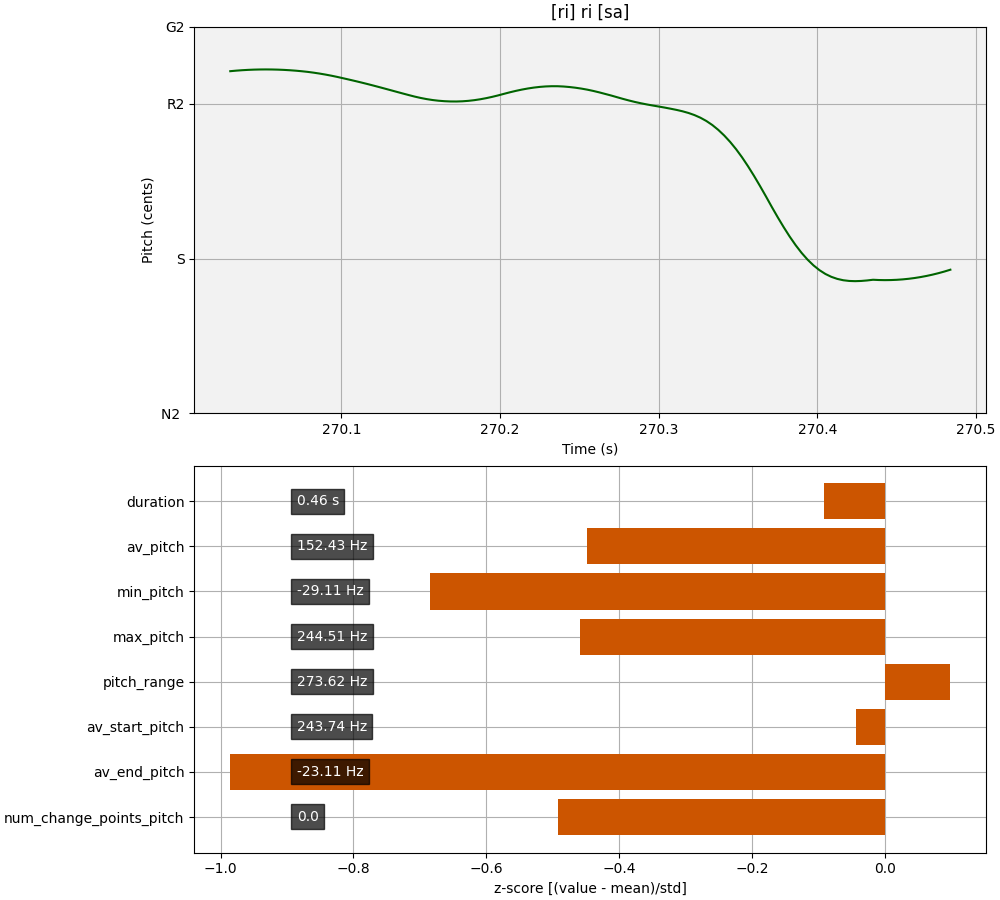 [ri] ri [sa]
G2
R2
S
N2
Pitch (cents)
270.1 270.2 270.3 270.4 270.5
Time (s)
duration 0.46 s
av_pitch 152.43 Hz
min_pitch -29.11 Hz
max_pitch 244.51 Hz
pitch_range 273.62 Hz
av_start_pitch 243.74 Hz
av_end_pitch -23.11 Hz
num_change_points_pitch 0.0
−1.0 −0.8 −0.6 −0.4 −0.2 0.0
z-score [(value - mean)/std]